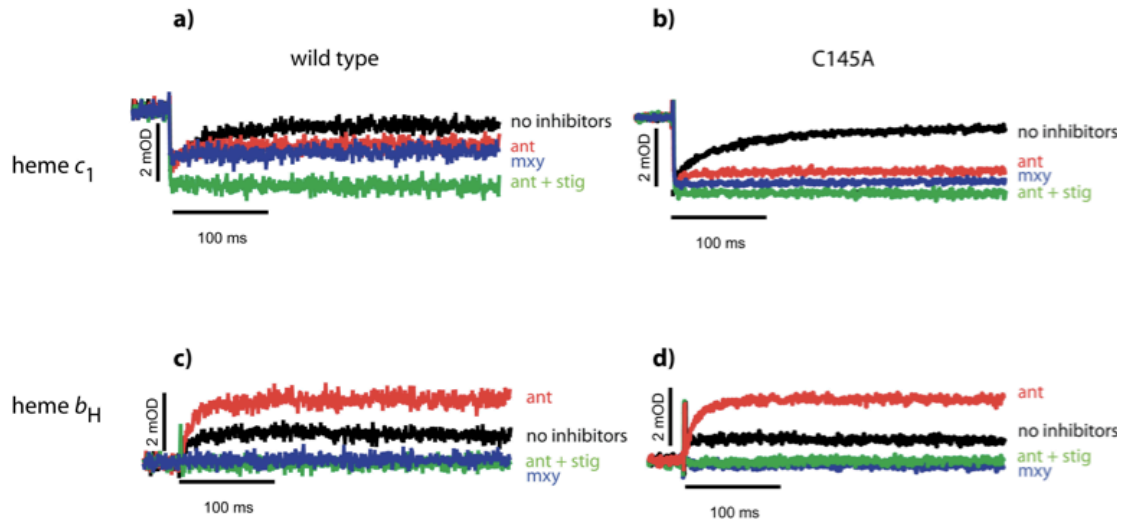 a)
wild type
b)
C145A
heme c1
2 mOD
no inhibitors
ant
mxy
ant + stig
100 ms
2 mOD
no inhibitors
ant
mxy
ant + stig
100 ms
c)
d)
heme bH
2 mOD
ant
no inhibitors
ant + stig
mxy
100 ms
2 mOD
ant
no inhibitors
ant + stig
mxy
100 ms